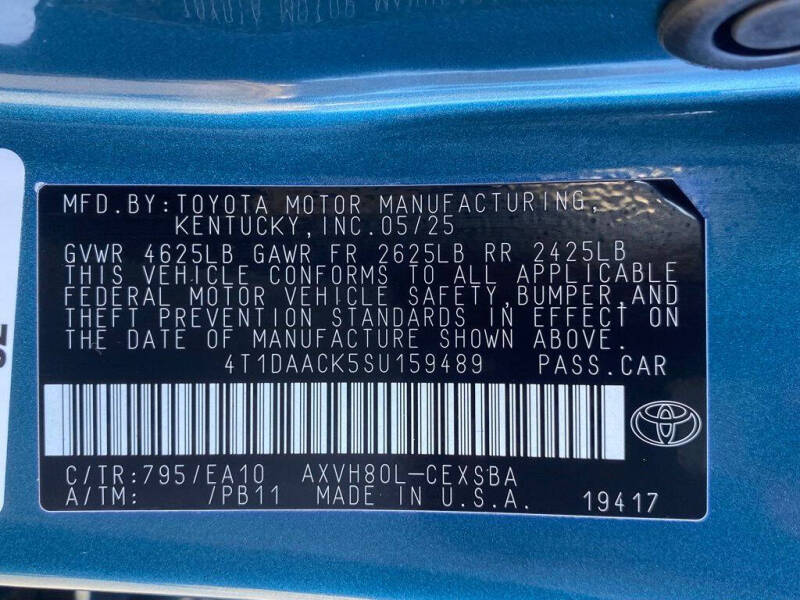 MFD.BY:TOYOTA MOTOR MANUFACTURING,
KENTUCKY,INC.05/25
GVWR 4625LB GAWR FR 2625LB RR 2425LB
THIS VEHICLE CONFORMS TO ALL APPLICABLE
FEDERAL MOTOR VEHICLE SAFETY,BUMPER,AND
THEFT PREVENTION STANDARDS IN EFFECT ON
THE DATE OF MANUFACTURE SHOWN ABOVE.
4T1DAACK5SU159489 PASS.CAR
C/TR:795/EA10 AXVH80L-CEXSBA
A/TM: /PB11 MADE IN U.S.A. 19417